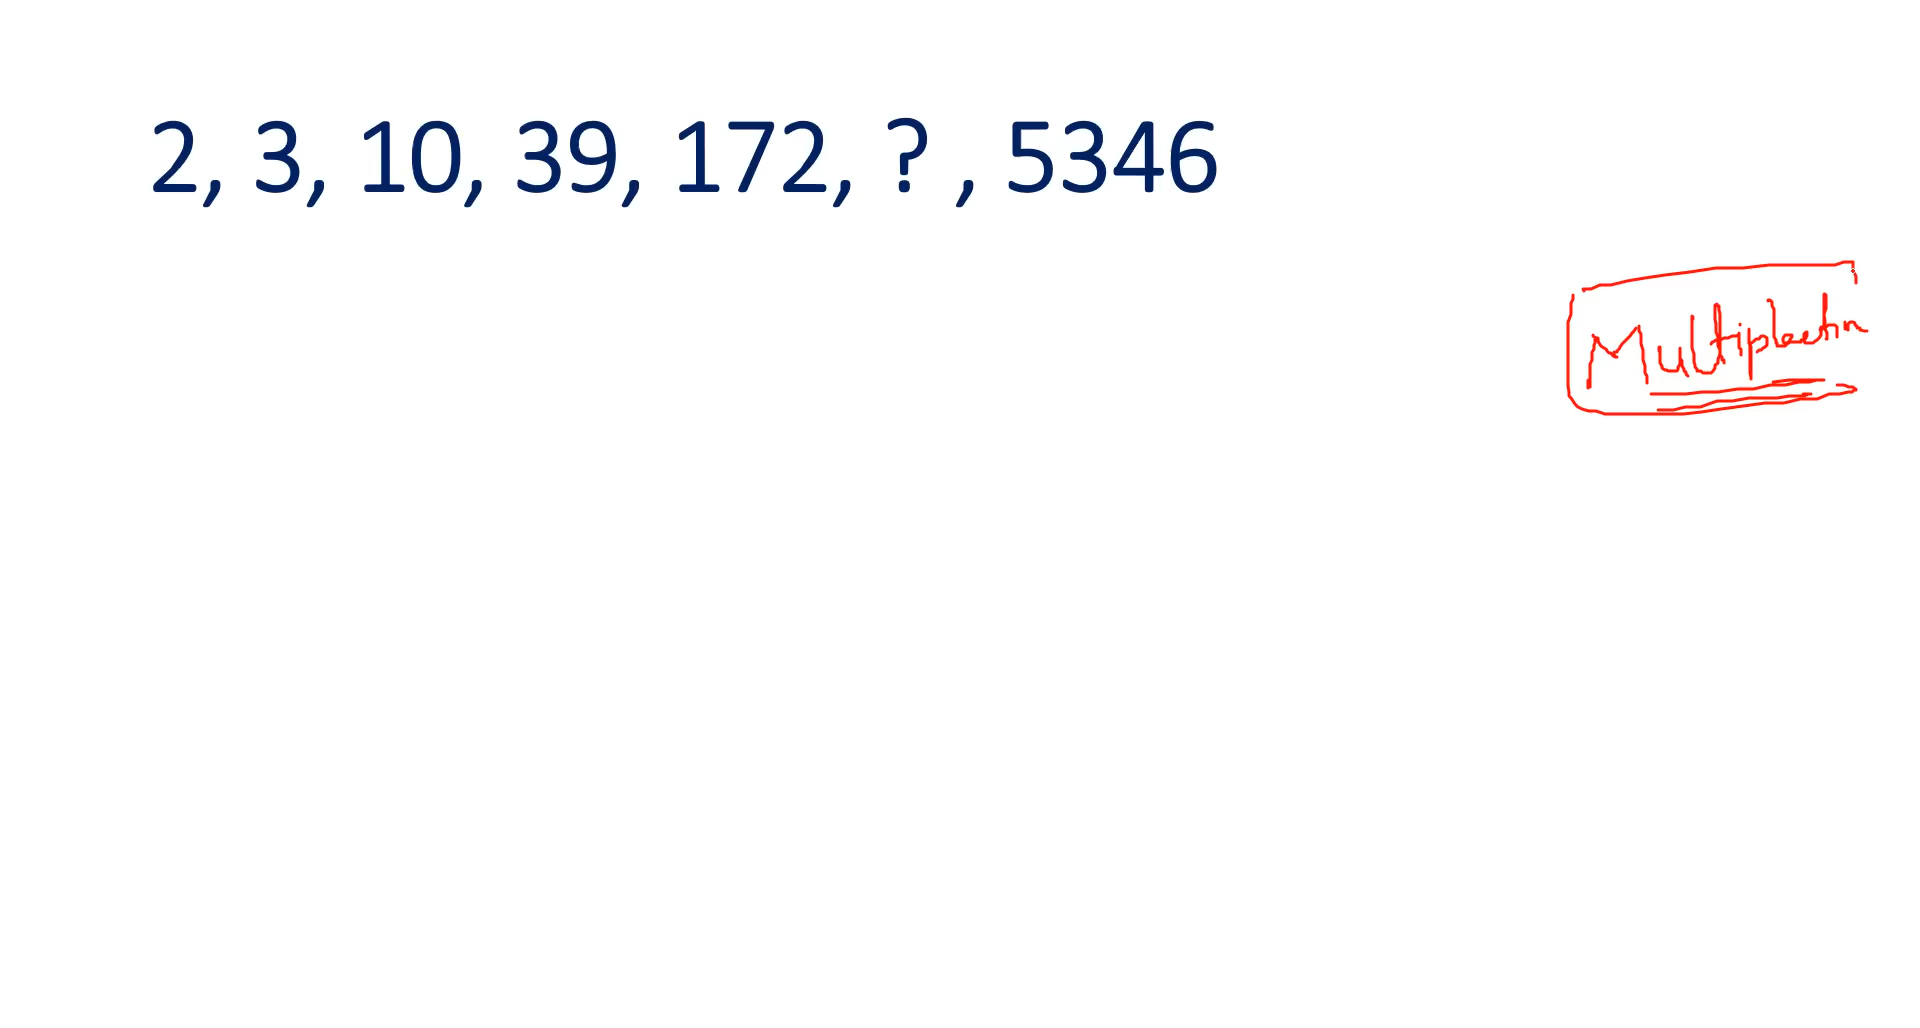 2, 3, 10, 39, 172, ? , 5346
Multiplication